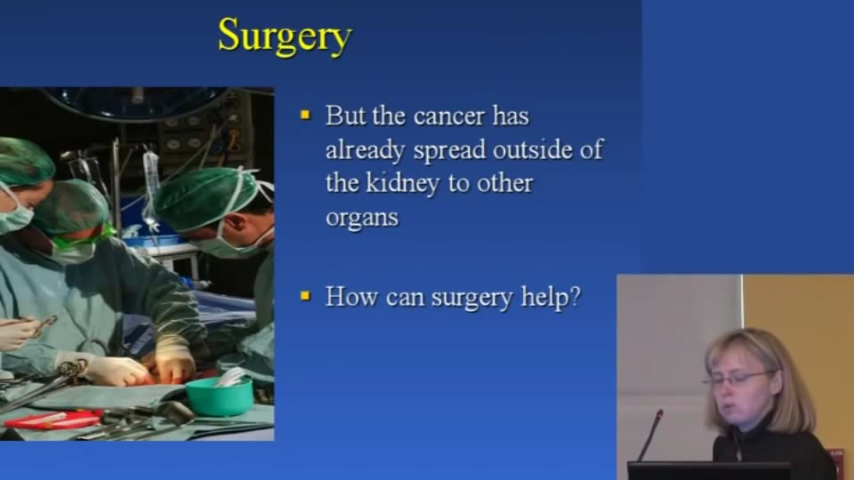 Surgery
But the cancer has
already spread outside of
the kidney to other
organs
How can surgery help?